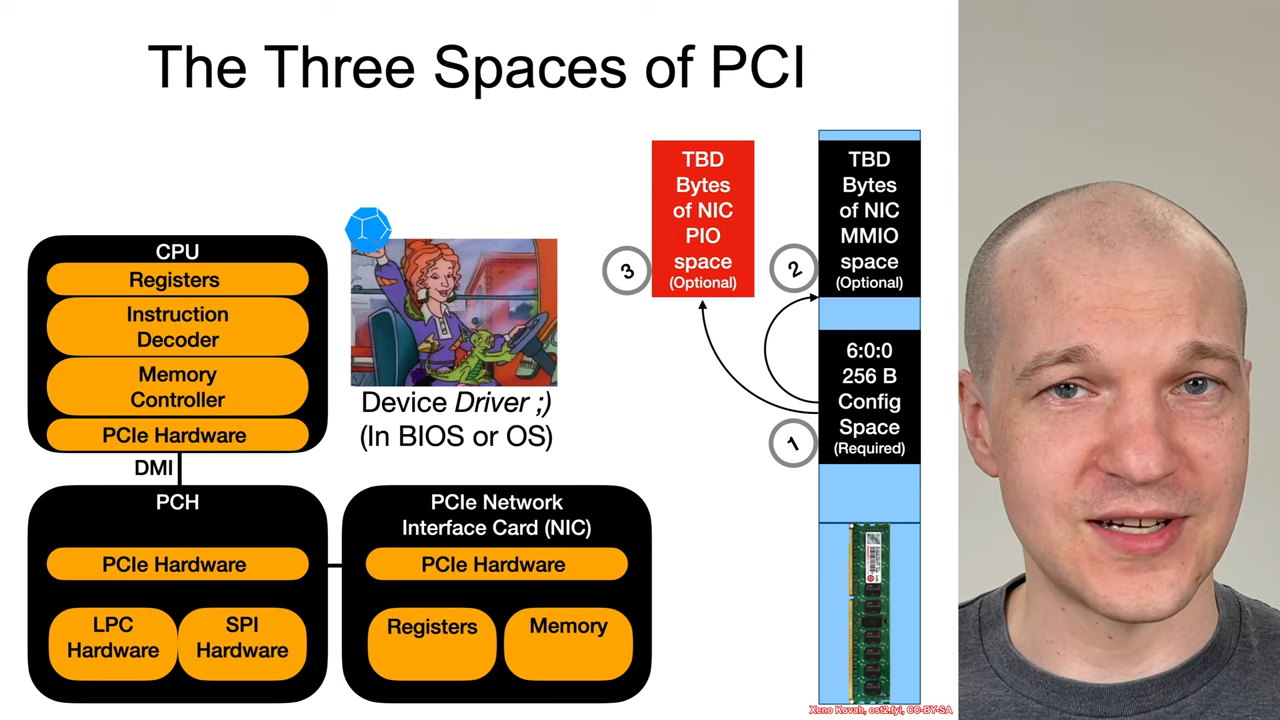 The Three Spaces of PCI
CPU
Registers
Instruction
Decoder
Memory
Controller
PCIe Hardware
DMI
PCH
PCIe Hardware
LPC
Hardware
SPI
Hardware
Device Driver ;)
(In BIOS or OS)
PCIe Network
Interface Card (NIC)
PCIe Hardware
Registers
Memory
3
TBD
Bytes
of NIC
PIO
space
(Optional)
2
TBD
Bytes
of NIC
MMIO
space
(Optional)
1
6:0:0
256 B
Config
Space
(Required)
Xeno Kovah, ost2.fyi, CC-BY-SA